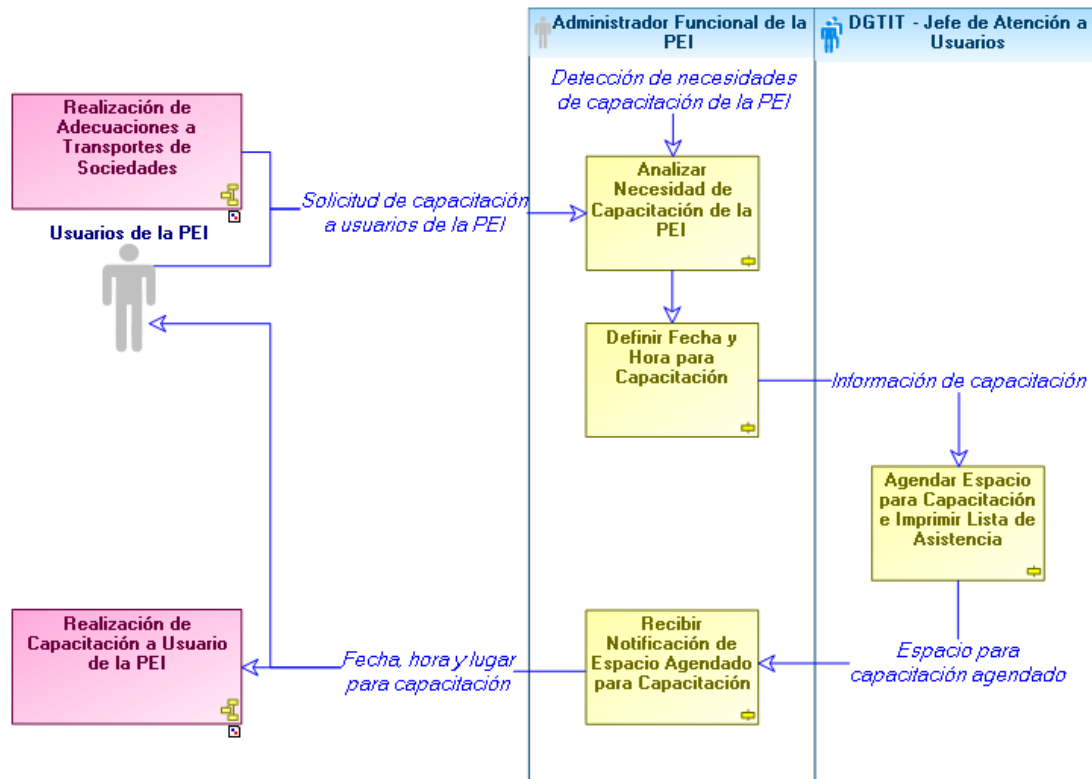 Administrador Funcional de la
PEI
DGTIT - Jefe de Atención a
Usuarios
Detección de necesidades
de capacitación de la PEI
Realización de
Adecuaciones a
Transportes de
Sociedades
Analizar
Necesidad de
Capacitación de la
PEI
Solicitud de capacitación
a usuarios de la PEI
Usuarios de la PEI
Definir Fecha y
Hora para
Capacitación
Información de capacitación
Agendar Espacio
para Capacitación
e Imprimir Lista de
Asistencia
Realización de
Capacitación a Usuario
de la PEI
Fecha, hora y lugar
para capacitación
Recibir
Notificación de
Espacio Agendado
para Capacitación
Espacio para
capacitación agendado